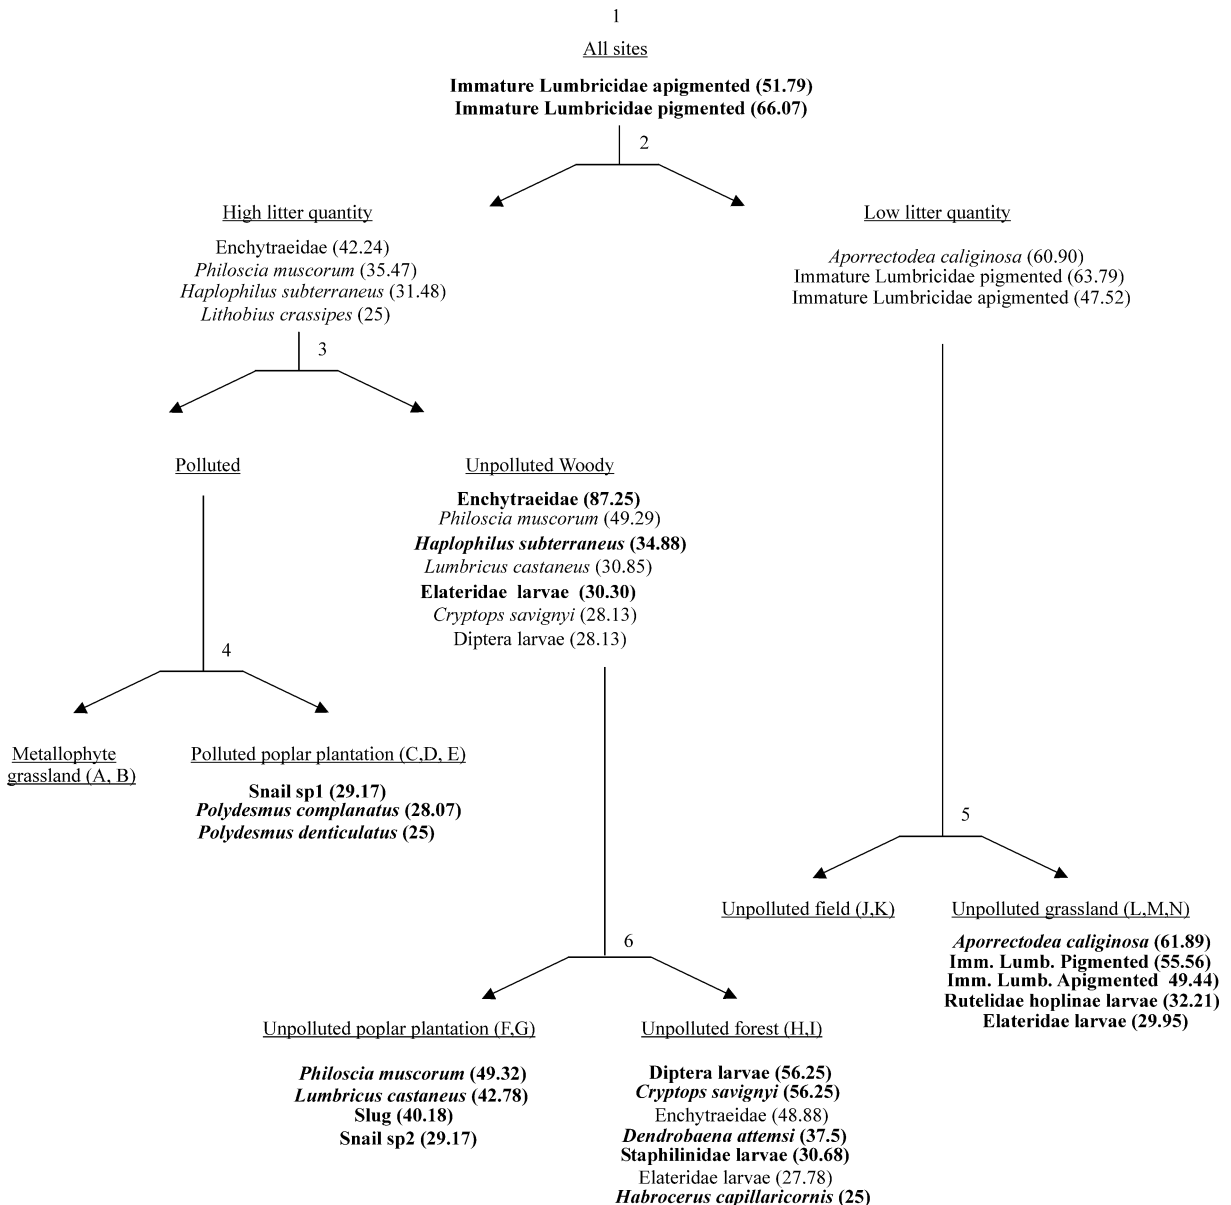 1
All sites
Immature Lumbricidae apigmented (51.79)
Immature Lumbricidae pigmented (66.07)
2
High litter quantity
Enchytraeidae (42.24)
Philoscia muscorum (35.47)
Haplophilus subterraneus (31.48)
Lithobius crassipes (25)
Low litter quantity
Aporrectodea caliginosa (60.90)
Immature Lumbricidae pigmented (63.79)
Immature Lumbricidae apigmented (47.52)
3
Polluted
Unpolluted Woody
Enchytraeidae (87.25)
Philoscia muscorum (49.29)
Haplophilus subterraneus (34.88)
Lumbricus castaneus (30.85)
Elateridae larvae (30.30)
Cryptops savignyi (28.13)
Diptera larvae (28.13)
4
Metallophyte
grassland (A, B)
Polluted poplar plantation (C,D, E)
Snail sp1 (29.17)
Polydesmus complanatus (28.07)
Polydesmus denticulatus (25)
5
Unpolluted field (J,K)
Unpolluted grassland (L,M,N)
Aporrectodea caliginosa (61.89)
Imm. Lumb. Pigmented (55.56)
Imm. Lumb. Apigmented 49.44)
Rutelidae hoplinae larvae (32.21)
Elateridae larvae (29.95)
6
Unpolluted poplar plantation (F,G)
Philoscia muscorum (49.32)
Lumbricus castaneus (42.78)
Slug (40.18)
Snail sp2 (29.17)
Unpolluted forest (H,I)
Diptera larvae (56.25)
Cryptops savignyi (56.25)
Enchytraeidae (48.88)
Dendrobaena attemsi (37.5)
Staphilinidae larvae (30.68)
Elateridae larvae (27.78)
Habrocerus capillaricornis (25)